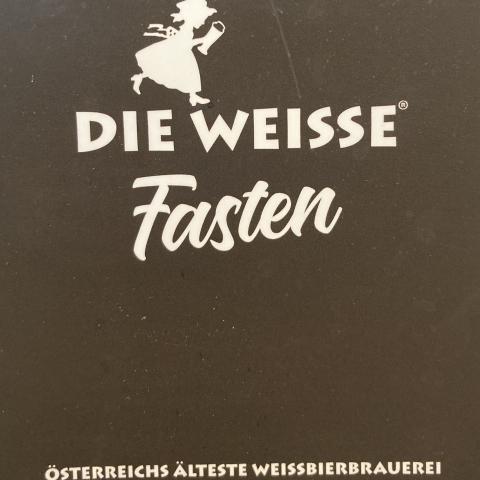 DIE WEISSE®
Fasten
ÖSTERREICHS ÄLTESTE WEISSBIERBRAUEREI